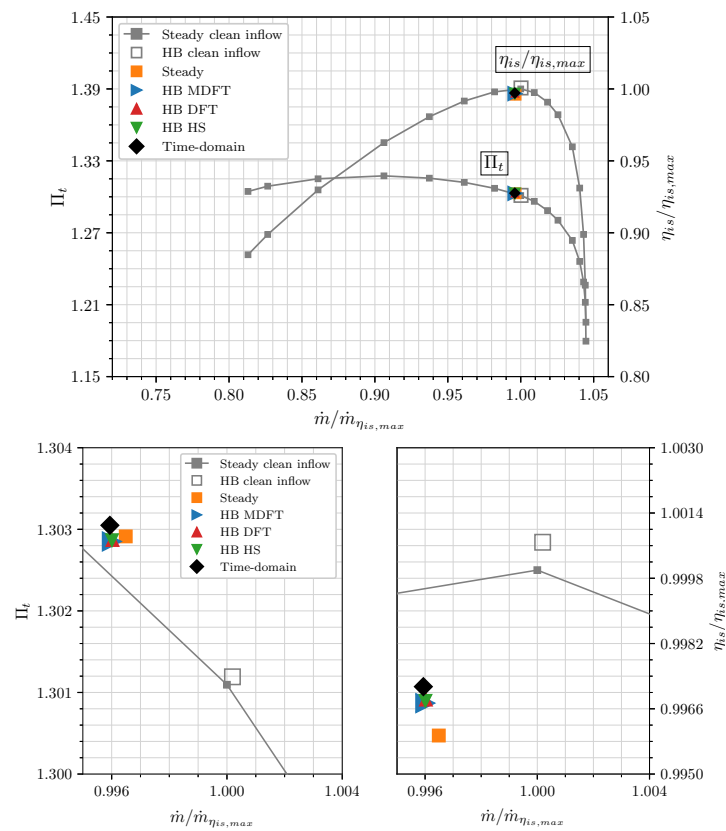 1.45
1.39
1.33
1.27
1.21
1.15
Π_t
Steady clean inflow
HB clean inflow
Steady
HB MDFT
HB DFT
HB HS
Time-domain
η_is/η_is,max
Π_t
1.05
1.00
0.95
0.90
0.85
0.80
η_is/η_is,max
0.75 0.80 0.85 0.90 0.95 1.00 1.05
ṁ/ṁ_η_is,max
1.304
1.303
1.302
1.301
1.300
Π_t
Steady clean inflow
HB clean inflow
Steady
HB MDFT
HB DFT
HB HS
Time-domain
0.996 1.000 1.004
ṁ/ṁ_η_is,max
1.0030
1.0014
0.9998
0.9982
0.9966
0.9950
η_is/η_is,max
0.996 1.000 1.004
ṁ/ṁ_η_is,max